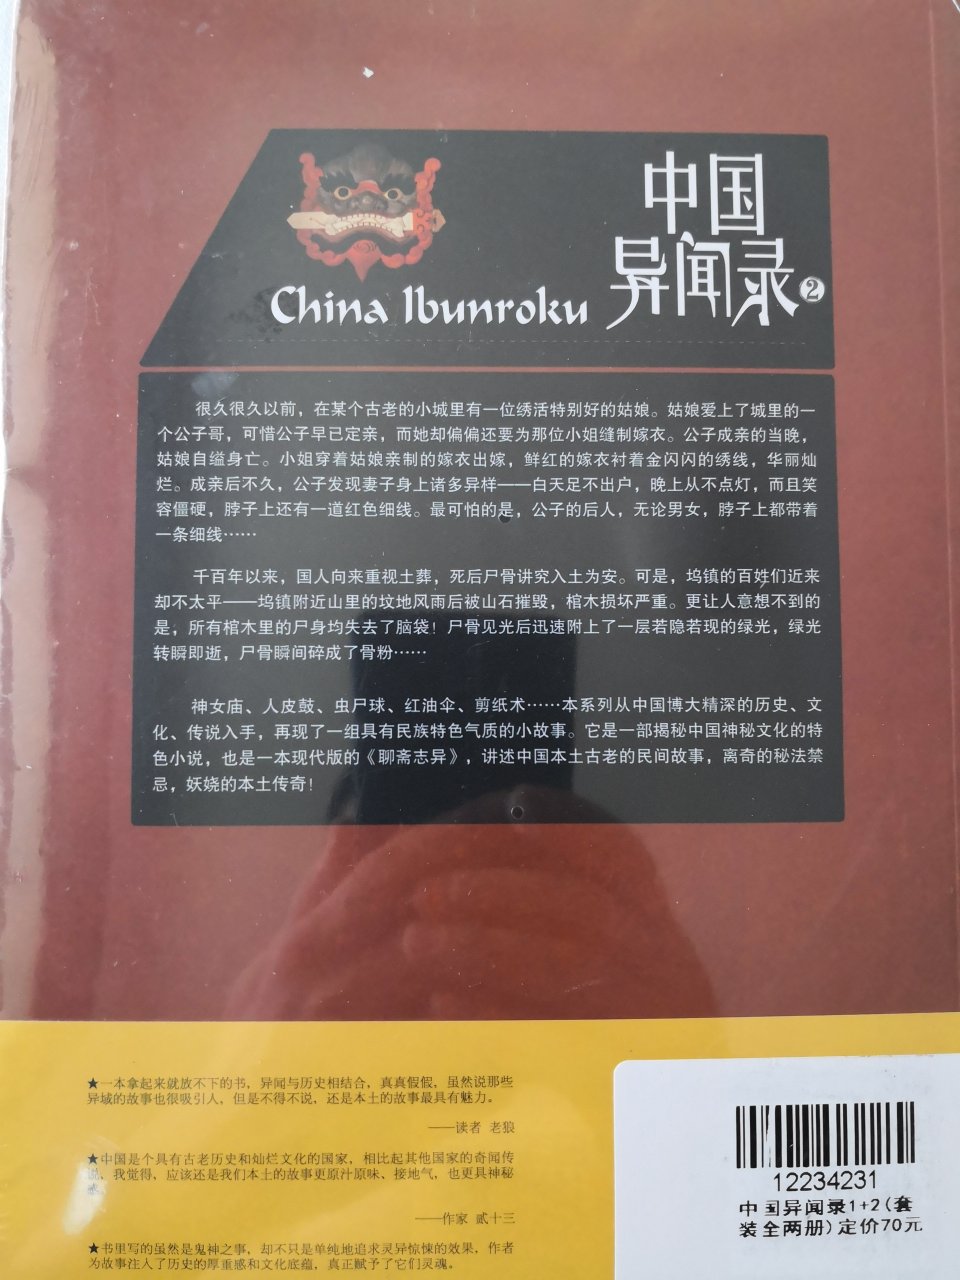 中国
异闻录2
China Ibunroku
很久很久以前，在某个古老的小城里有一位绣活特别好的姑娘。姑娘爱上了城里的一
个公子哥，可惜公子早已定亲，而她却偏偏还要为那位小姐缝制嫁衣。公子成亲的当晚，
姑娘自缢身亡。小姐穿着姑娘亲制的嫁衣出嫁，鲜红的嫁衣衬着金闪闪的绣线，华丽灿
烂。成亲后不久，公子发现妻子身上诸多异样——白天足不出户，晚上从不点灯，而且笑
容僵硬，脖子上还有一道红色细线。最可怕的是，公子的后人，无论男女，脖子上都带着
一条细线……
千百年以来，国人向来重视土葬，死后尸骨讲究入土为安。可是，坞镇的百姓们近来
却不太平——坞镇附近山里的坟地风雨后被山石摧毁，棺木损坏严重。更让人意想不到的
是，所有棺木里的尸身均失去了脑袋！尸骨见光后迅速附上了一层若隐若现的绿光，绿光
转瞬即逝，尸骨瞬间碎成了骨粉……
神女庙、人皮鼓、虫尸球、红油伞、剪纸术……本系列从中国博大精深的历史、文
化、传说入手，再现了一组具有民族特色气质的小故事。它是一部揭秘中国神秘文化的特
色小说，也是一本现代版的《聊斋志异》，讲述中国本土古老的民间故事，离奇的秘法禁
忌，妖娆的本土传奇！
★一本拿起来就放不下的书，异闻与历史相结合，真真假假，虽然说那些
异域的故事也很吸引人，但是不得不说，还是本土的故事最具有魅力。
——读者 老狼
★中国是个具有古老历史和灿烂文化的国家，相比起其他国家的奇闻传
说，我觉得，应该还是我们本土的故事更原汁原味、接地气，也更具神秘
感。
——作家 贰十三
★书里写的虽然是鬼神之事，却不只是单纯地追求灵异惊悚的效果，作者
为故事注入了历史的厚重感和文化底蕴，真正赋予了它们灵魂。
12234231
中国异闻录1+2(套
装全两册)定价70元